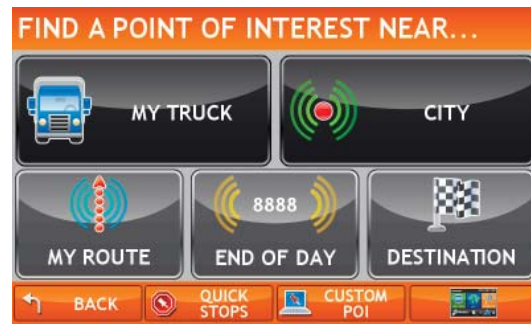 FIND A POINT OF INTEREST NEAR...
MY TRUCK
CITY
MY ROUTE
8888
END OF DAY
DESTINATION
BACK
QUICK
STOPS
CUSTOM
POI